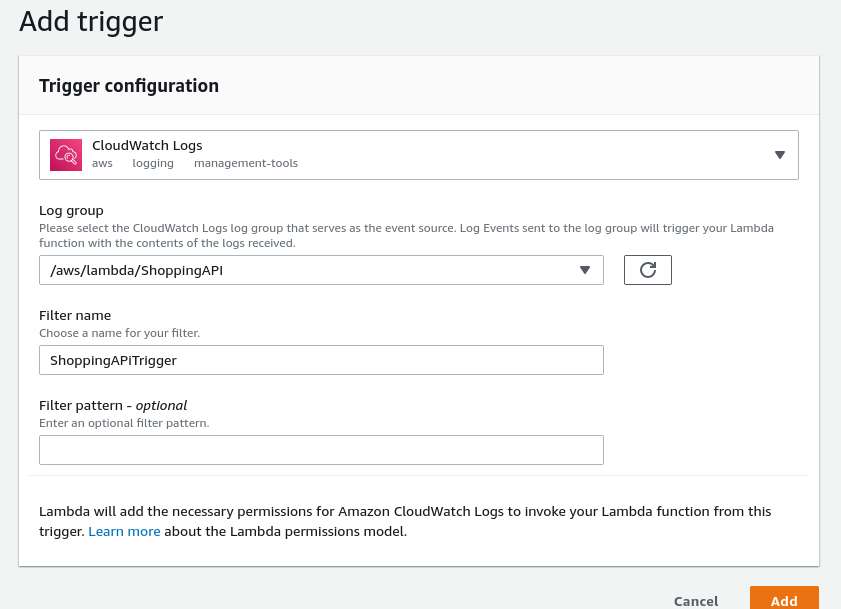 Add trigger
Trigger configuration
CloudWatch Logs
aws logging management-tools
Log group
Please select the CloudWatch Logs log group that serves as the event source. Log Events sent to the log group will trigger your Lambda
function with the contents of the logs received.
/aws/lambda/ShoppingAPI
Filter name
Choose a name for your filter.
ShoppingAPiTrigger
Filter pattern - optional
Enter an optional filter pattern.
Lambda will add the necessary permissions for Amazon CloudWatch Logs to invoke your Lambda function from this
trigger. Learn more about the Lambda permissions model.
Cancel Add